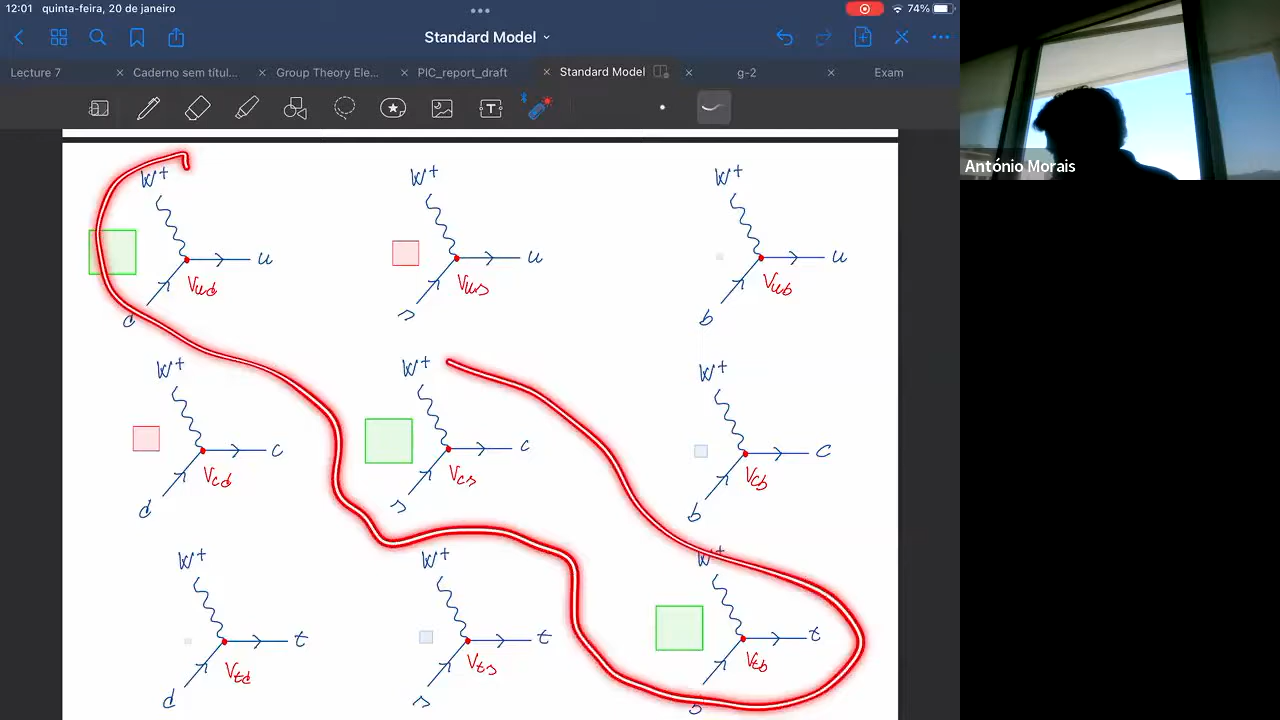 12:01 quinta-feira, 20 de janeiro
74%
Standard Model
Lecture 7 Caderno sem títul... Group Theory Ele... PIC_report_draft Standard Model g-2 Exam
António Morais
W+ W+ W+
u u u
Vud Vus Vub
d s b
W+ W+ W+
c c c
Vcd Vcs Vcb
d s b
W+ W+ W+
t t t
Vtd Vts Vtb
d s b